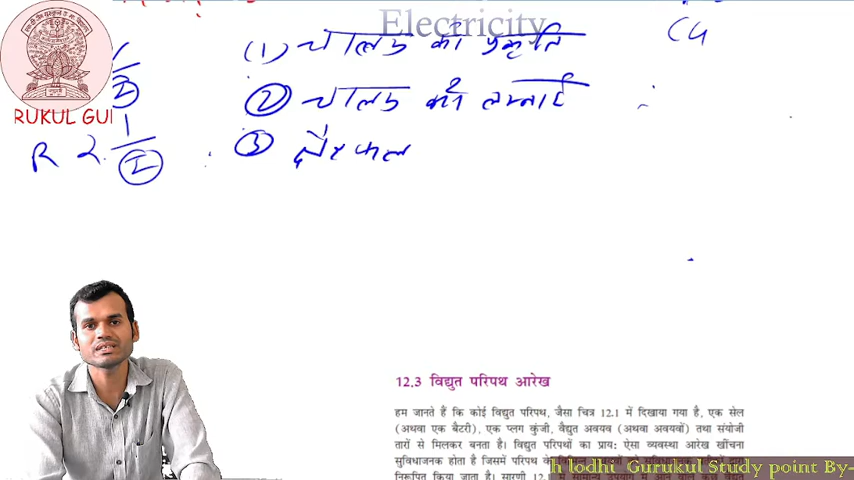 Electricity
(1) चालक की प्रकृति
② चालक की लम्बाई
RUKUL GU
③ क्षेत्रफल
R 1 I
12.3 विद्युत परिपथ आरेख
हम जानते हैं कि कोई विद्युत परिपथ, जैसा चित्र 12.1 में दिखाया गया है, एक सेल
(अथवा एक बैटरी), एक प्लग कुंजी, वैद्युत अवयव (अथवा अवयवों) तथा संयोजी
तारों से मिलकर बनता है। विद्युत परिपथों का प्राय: ऐसा व्यवस्था आरेख खींचना
सुविधाजनक होता है जिसमें परिपथ के
h lodhi Gurukul Study point By-
निरूपित किया जाता है। सारणी 12.